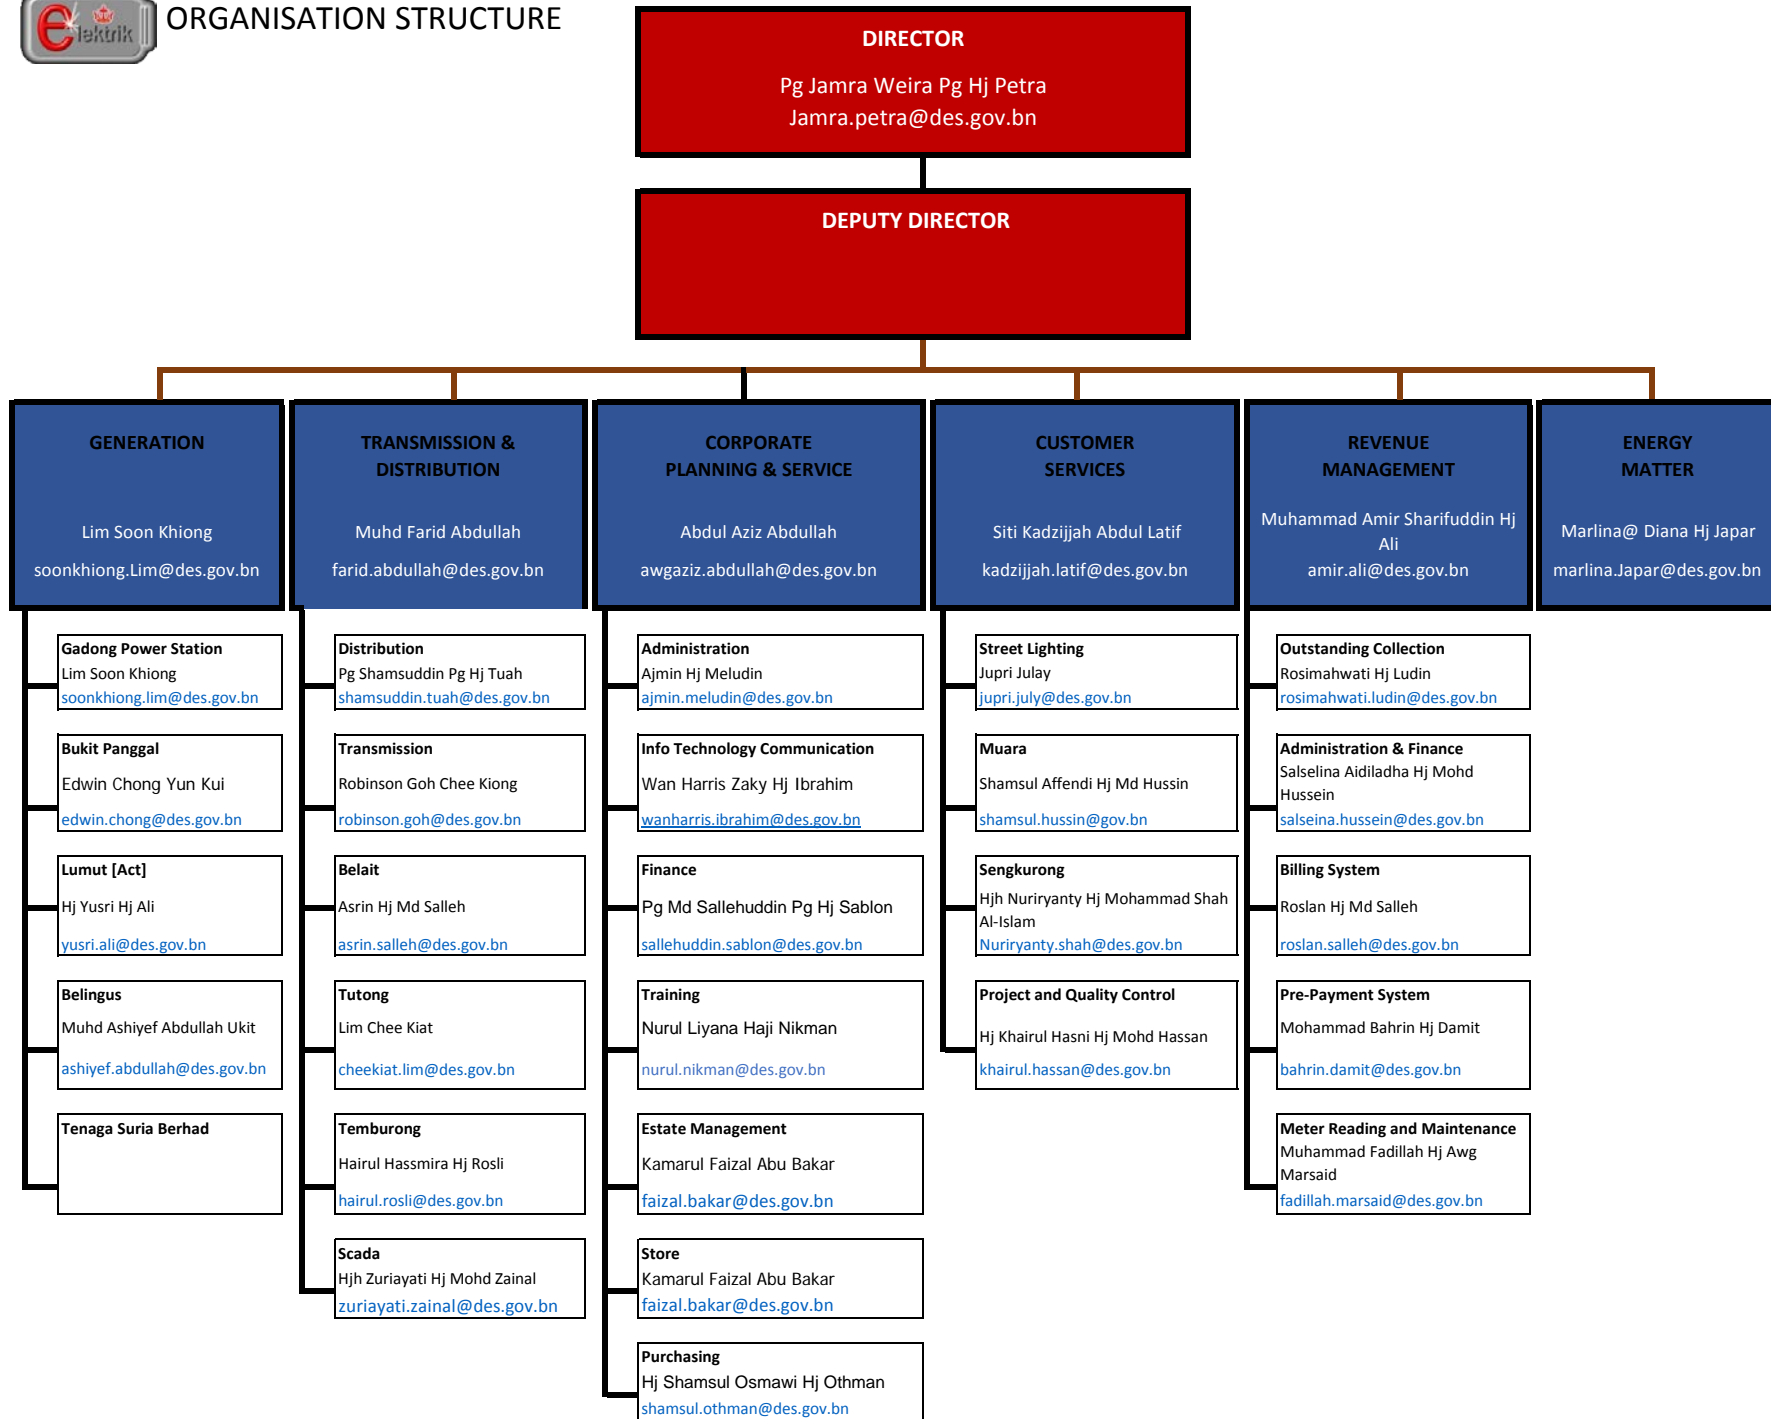 elektrik
ORGANISATION STRUCTURE
DIRECTOR
Pg Jamra Weira Pg Hj Petra
Jamra.petra@des.gov.bn
DEPUTY DIRECTOR
GENERATION
Lim Soon Khiong
soonkhiong.Lim@des.gov.bn
TRANSMISSION &
DISTRIBUTION
Muhd Farid Abdullah
farid.abdullah@des.gov.bn
CORPORATE
PLANNING & SERVICE
Abdul Aziz Abdullah
awgaziz.abdullah@des.gov.bn
CUSTOMER
SERVICES
Siti Kadzijjah Abdul Latif
kadzijjah.latif@des.gov.bn
REVENUE
MANAGEMENT
Muhammad Amir Sharifuddin Hj
Ali
amir.ali@des.gov.bn
ENERGY
MATTER
Marlina@ Diana Hj Japar
marlina.Japar@des.gov.bn
Gadong Power Station
Lim Soon Khiong
soonkhiong.lim@des.gov.bn
Bukit Panggal
Edwin Chong Yun Kui
edwin.chong@des.gov.bn
Lumut [Act]
Hj Yusri Hj Ali
yusri.ali@des.gov.bn
Belingus
Muhd Ashiyef Abdullah Ukit
ashiyef.abdullah@des.gov.bn
Tenaga Suria Berhad
Distribution
Pg Shamsuddin Pg Hj Tuah
shamsuddin.tuah@des.gov.bn
Transmission
Robinson Goh Chee Kiong
robinson.goh@des.gov.bn
Belait
Asrin Hj Md Salleh
asrin.salleh@des.gov.bn
Tutong
Lim Chee Kiat
cheekiat.lim@des.gov.bn
Temburong
Hairul Hassmira Hj Rosli
hairul.rosli@des.gov.bn
Scada
Hjh Zuriayati Hj Mohd Zainal
zuriayati.zainal@des.gov.bn
Administration
Ajmin Hj Meludin
ajmin.meludin@des.gov.bn
Info Technology Communication
Wan Harris Zaky Hj Ibrahim
wanharris.ibrahim@des.gov.bn
Finance
Pg Md Sallehuddin Pg Hj Sablon
sallehuddin.sablon@des.gov.bn
Training
Nurul Liyana Haji Nikman
nurul.nikman@des.gov.bn
Estate Management
Kamarul Faizal Abu Bakar
faizal.bakar@des.gov.bn
Store
Kamarul Faizal Abu Bakar
faizal.bakar@des.gov.bn
Purchasing
Hj Shamsul Osmawi Hj Othman
shamsul.othman@des.gov.bn
Street Lighting
Jupri Julay
jupri.july@des.gov.bn
Muara
Shamsul Affendi Hj Md Hussin
shamsul.hussin@gov.bn
Sengkurong
Hjh Nuriryanty Hj Mohammad Shah
Al-Islam
Nuriryanty.shah@des.gov.bn
Project and Quality Control
Hj Khairul Hasni Hj Mohd Hassan
khairul.hassan@des.gov.bn
Outstanding Collection
Rosimahwati Hj Ludin
rosimahwati.ludin@des.gov.bn
Administration & Finance
Salselina Aidiladha Hj Mohd
Hussein
salseina.hussein@des.gov.bn
Billing System
Roslan Hj Md Salleh
roslan.salleh@des.gov.bn
Pre-Payment System
Mohammad Bahrin Hj Damit
bahrin.damit@des.gov.bn
Meter Reading and Maintenance
Muhammad Fadillah Hj Awg
Marsaid
fadillah.marsaid@des.gov.bn